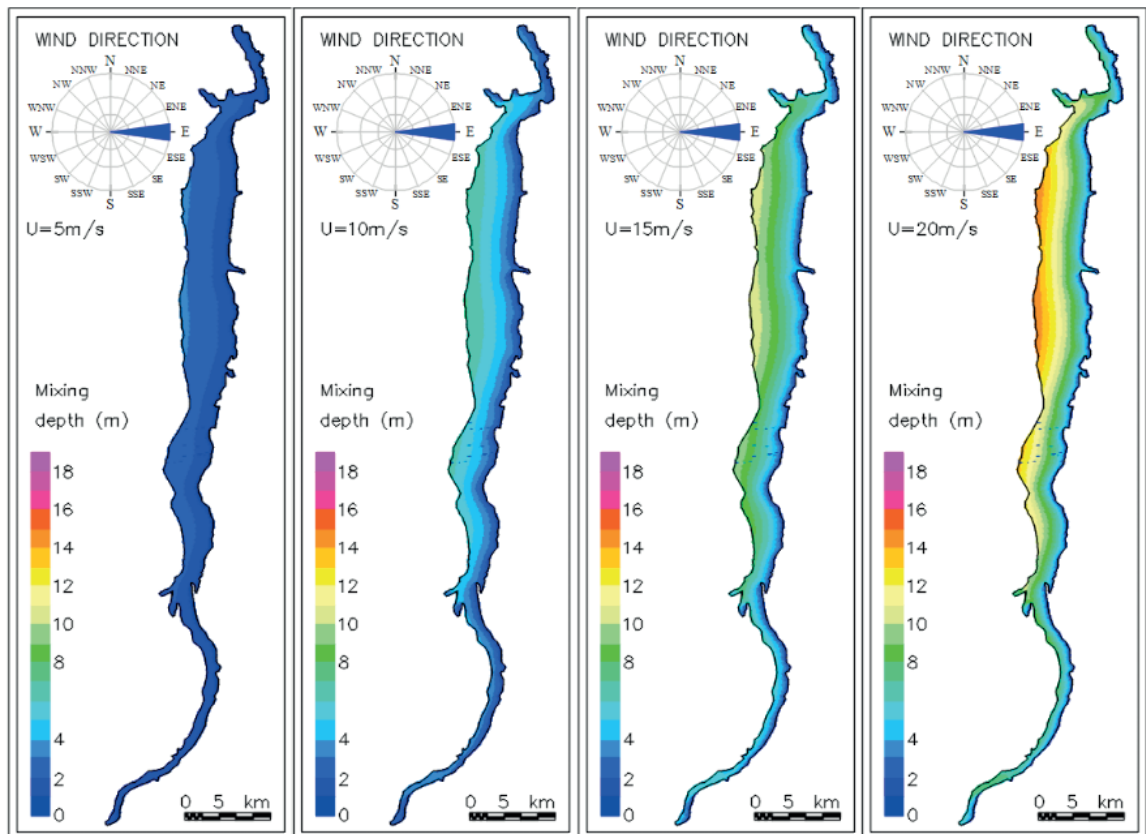 WIND DIRECTION
N
NNW NNE
NW NE
WNW ENE
W E
WSW ESE
SW SE
SSW SSE
S
U=5m/s
Mixing
depth (m)
18
16
14
12
10
8
4
2
0
0 5 km
WIND DIRECTION
N
NNW NNE
NW NE
WNW ENE
W E
WSW ESE
SW SE
SSW SSE
S
U=10m/s
Mixing
depth (m)
18
16
14
12
10
8
4
2
0
0 5 km
WIND DIRECTION
N
NNW NNE
NW NE
WNW ENE
W E
WSW ESE
SW SE
SSW SSE
S
U=15m/s
Mixing
depth (m)
18
16
14
12
10
8
4
2
0
0 5 km
WIND DIRECTION
N
NNW NNE
NW NE
WNW ENE
W E
WSW ESE
SW SE
SSW SSE
S
U=20m/s
Mixing
depth (m)
18
16
14
12
10
8
4
2
0
0 5 km